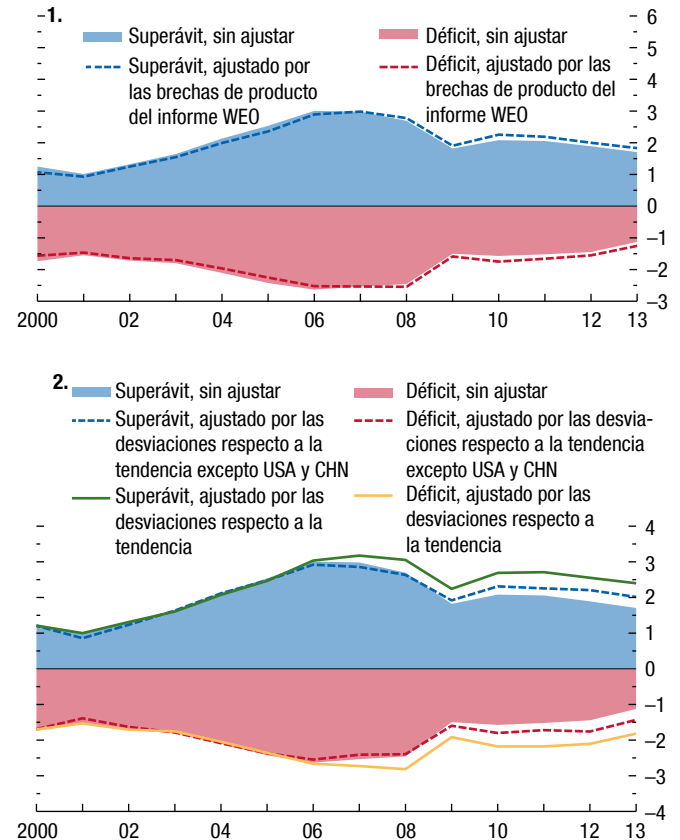 1.
Superávit, sin ajustar
Superávit, ajustado por
las brechas de producto
del informe WEO
Déficit, sin ajustar
Déficit, ajustado por las
brechas de producto del
informe WEO
6
5
4
3
2
1
0
–1
–2
–3
2000 02 04 06 08 10 12 13
2.
Superávit, sin ajustar
Superávit, ajustado por las
desviaciones respecto a la
tendencia excepto USA y CHN
Superávit, ajustado por las
desviaciones respecto a la
tendencia
Déficit, sin ajustar
Déficit, ajustado por las desvia-
ciones respecto a la tendencia
excepto USA y CHN
Déficit, ajustado por las
desviaciones respecto a
la tendencia
4
3
2
1
0
–1
–2
–3
–4
2000 02 04 06 08 10 12 13